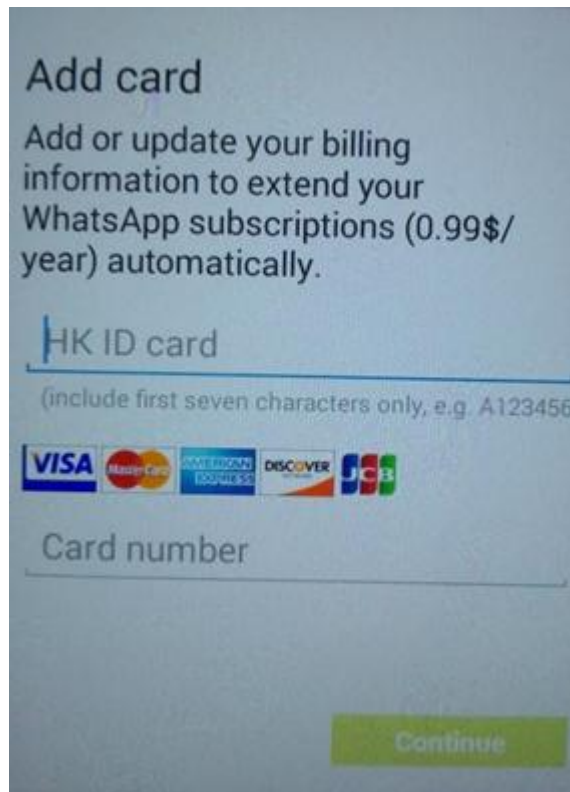 Add card
Add or update your billing
information to extend your
WhatsApp subscriptions (0.99$/
year) automatically.
HK ID card
(include first seven characters only, e.g. A123456
VISA MasterCard AMERICAN EXPRESS DISCOVER JCB
Card number
Continue